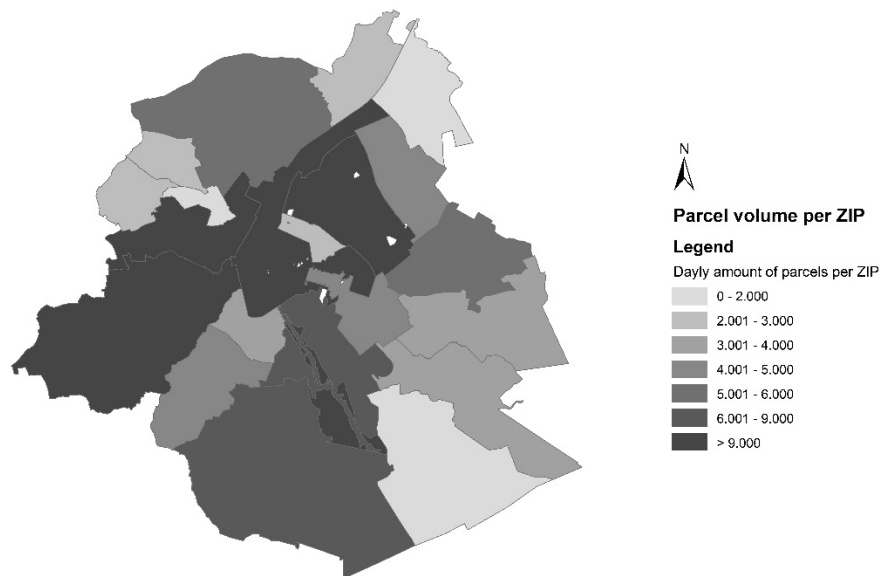 N
Parcel volume per ZIP
Legend
Dayly amount of parcels per ZIP
0 - 2.000
2.001 - 3.000
3.001 - 4.000
4.001 - 5.000
5.001 - 6.000
6.001 - 9.000
> 9.000